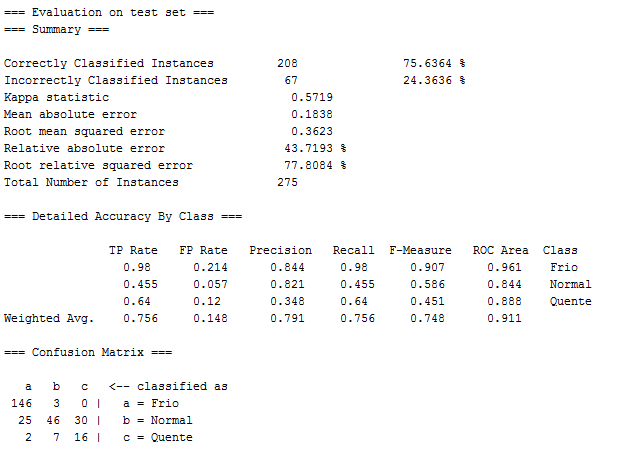 === Evaluation on test set ===
=== Summary ===
Correctly Classified Instances 208 75.6364 %
Incorrectly Classified Instances 67 24.3636 %
Kappa statistic 0.5719
Mean absolute error 0.1838
Root mean squared error 0.3623
Relative absolute error 43.7193 %
Root relative squared error 77.8084 %
Total Number of Instances 275
=== Detailed Accuracy By Class ===
TP Rate FP Rate Precision Recall F-Measure ROC Area Class
0.98 0.214 0.844 0.98 0.907 0.961 Frio
0.455 0.057 0.821 0.455 0.586 0.844 Normal
0.64 0.12 0.348 0.64 0.451 0.888 Quente
Weighted Avg. 0.756 0.148 0.791 0.756 0.748 0.911
=== Confusion Matrix ===
a b c <-- classified as
146 3 0 | a = Frio
25 46 30 | b = Normal
2 7 16 | c = Quente